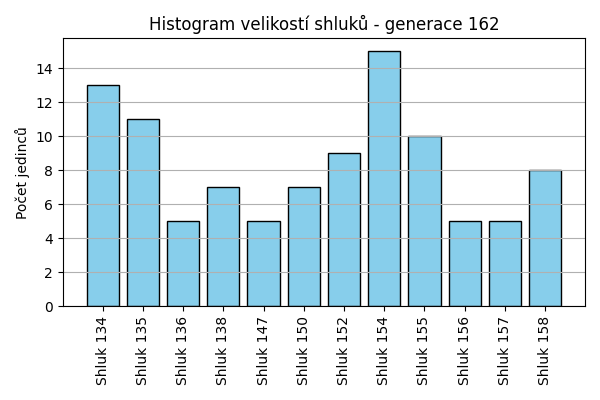 Histogram velikostí shluků - generace 162
Počet jedinců
14
12
10
8
6
4
2
0
Shluk 134
Shluk 135
Shluk 136
Shluk 138
Shluk 147
Shluk 150
Shluk 152
Shluk 154
Shluk 155
Shluk 156
Shluk 157
Shluk 158